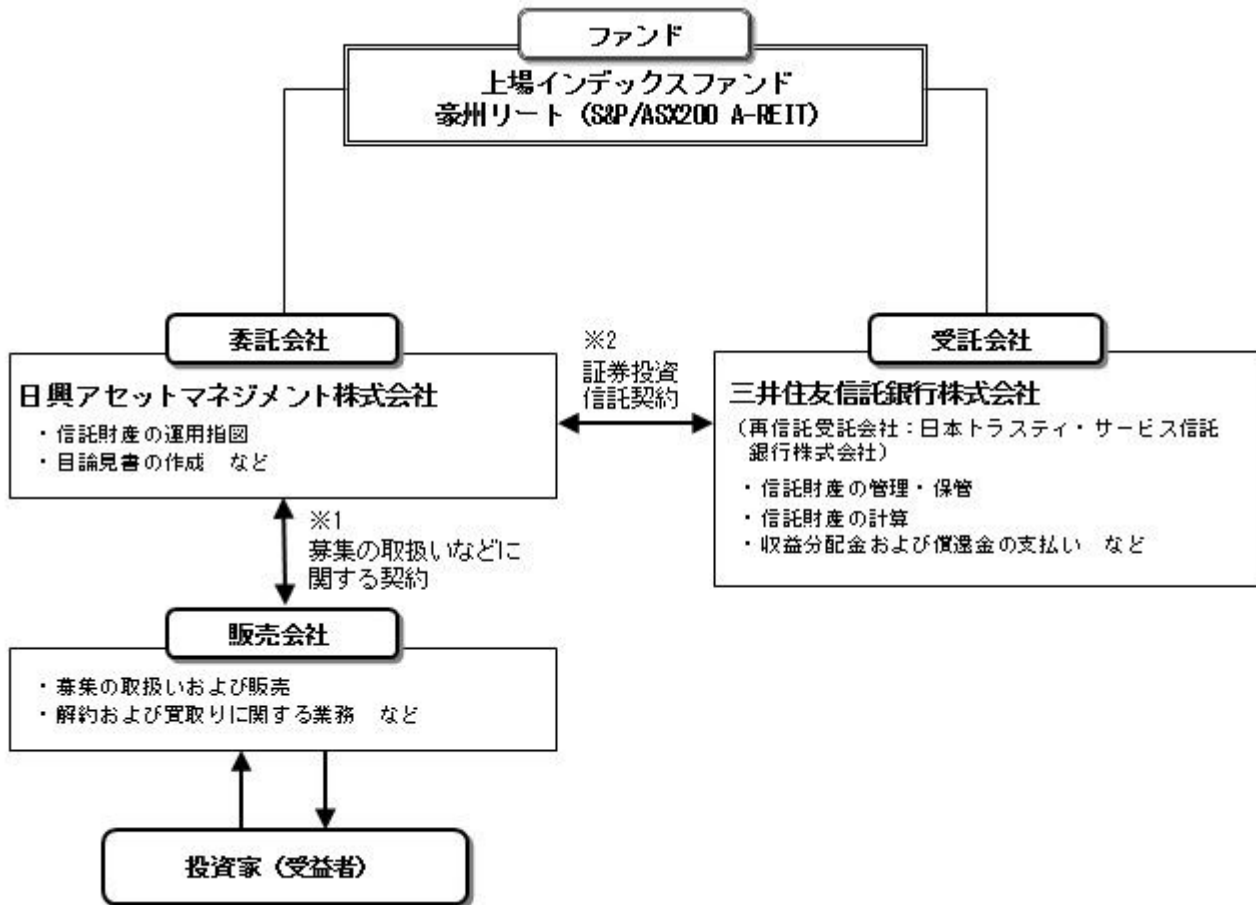 ファンド
上場インデックスファンド
豪州リート（S&P/ASX200 A-REIT）
委託会社
日興アセットマネジメント株式会社
・信託財産の運用指図
・目論見書の作成　など
※2
証券投資
信託契約
受託会社
三井住友信託銀行株式会社
（再信託受託会社：日本トラスティ・サービス信託
銀行株式会社）
・信託財産の管理・保管
・信託財産の計算
・収益分配金および償還金の支払い　など
※1
募集の取扱いなどに
関する契約
販売会社
・募集の取扱いおよび販売
・解約および買取りに関する業務　など
投資家（受益者）